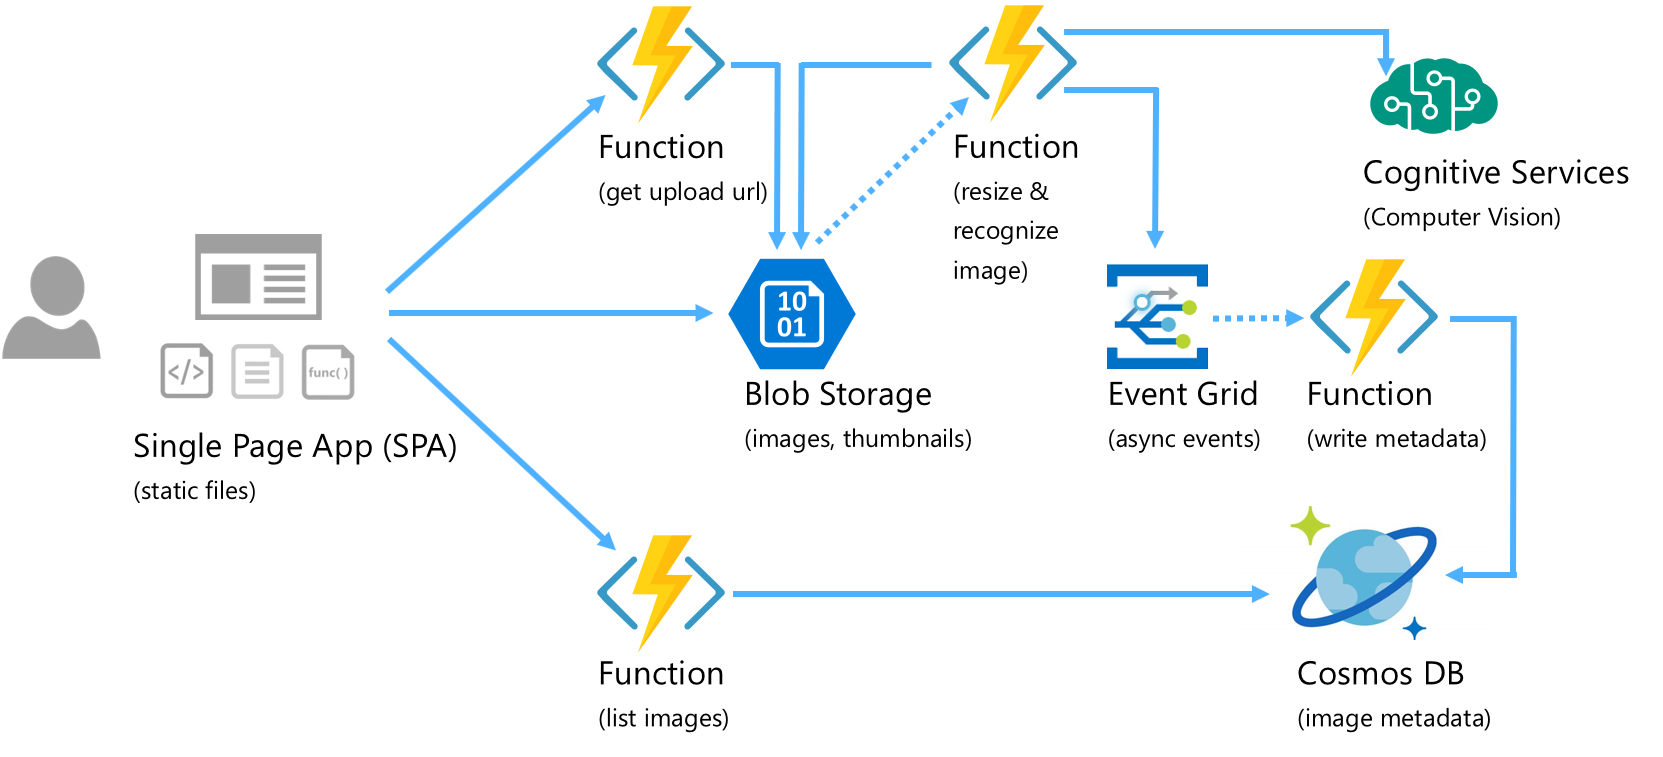 Function
(get upload url)
Function
(resize &
recognize
image)
Cognitive Services
(Computer Vision)
</>
func()
Single Page App (SPA)
(static files)
10
01
Blob Storage
(images, thumbnails)
Event Grid
(async events)
Function
(write metadata)
Function
(list images)
Cosmos DB
(image metadata)